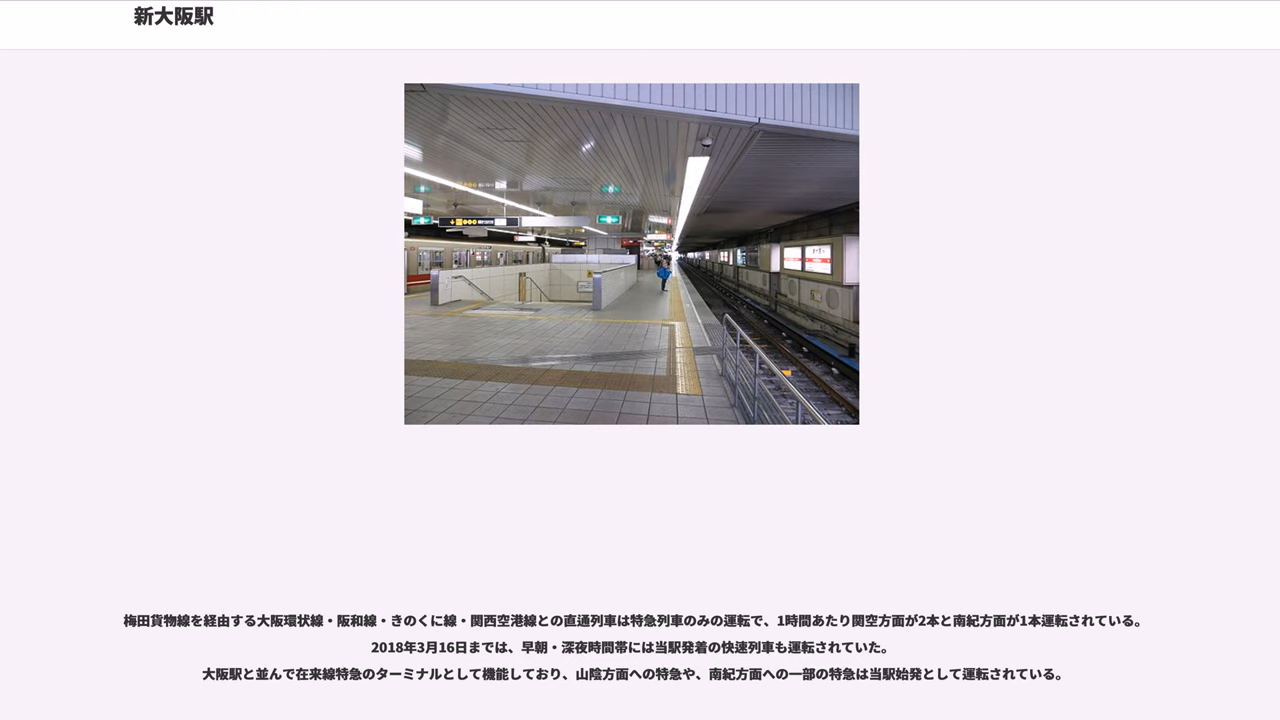 新大阪駅
梅田貨物線を経由する大阪環状線・阪和線・きのくに線・関西空港線との直通列車は特急列車のみの運転で、1時間あたり関空方面が2本と南紀方面が1本運転されている。
2018年3月16日までは、早朝・深夜時間帯には当駅発着の快速列車も運転されていた。
大阪駅と並んで在来線特急のターミナルとして機能しており、山陰方面への特急や、南紀方面への一部の特急は当駅始発として運転されている。